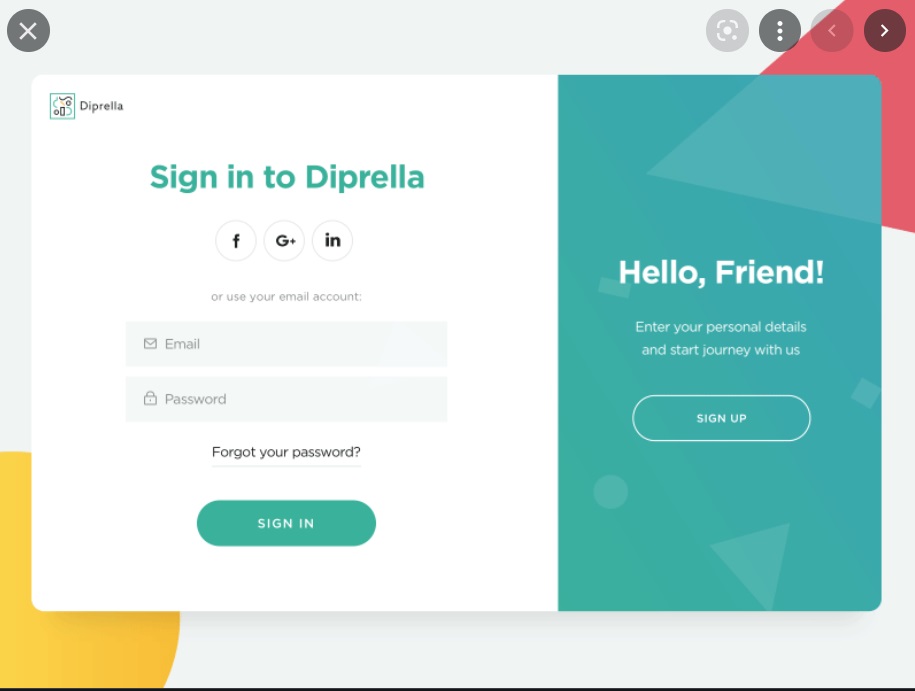 Diprella
Sign in to Diprella
f
G+
in
or use your email account:
Email
Password
Forgot your password?
SIGN IN
Hello, Friend!
Enter your personal details
and start journey with us
SIGN UP